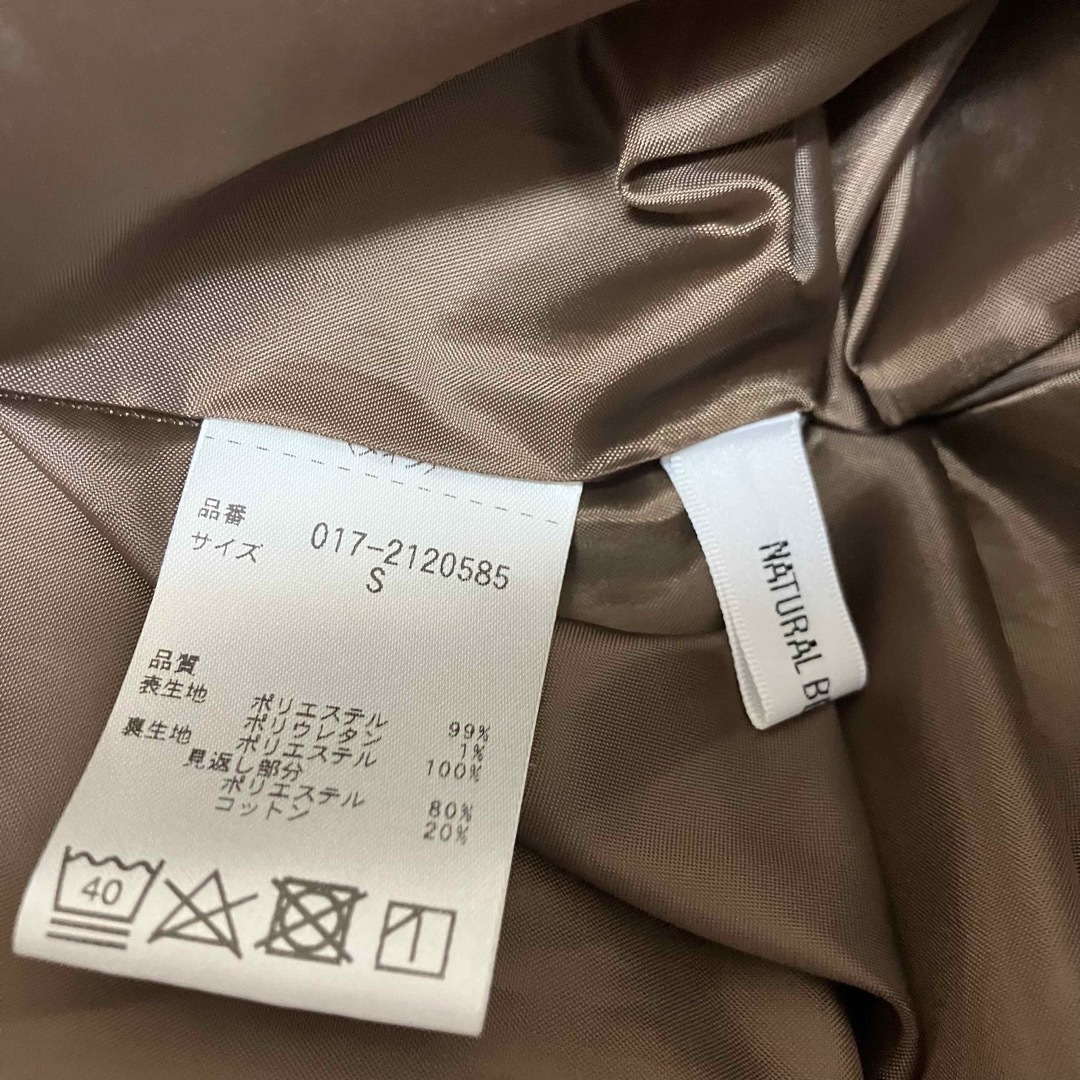 品番 017-2120585
サイズ S
品質
表生地 ポリエステル 99%
ポリウレタン 1%
裏生地 ポリエステル 100%
見返し部分
ポリエステル 80%
コットン 20%
40
NATURAL